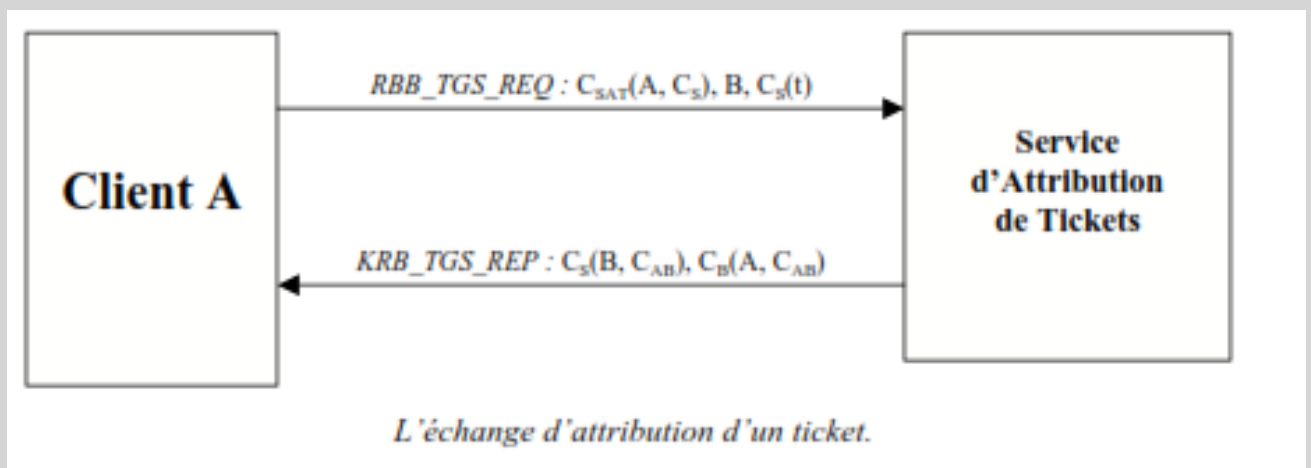 RBB_TGS_REQ : C_SAT(A, C_S), B, C_S(t)
Client A
Service
d'Attribution
de Tickets
KRB_TGS_REP : C_S(B, C_AB), C_B(A, C_AB)
L'échange d'attribution d'un ticket.